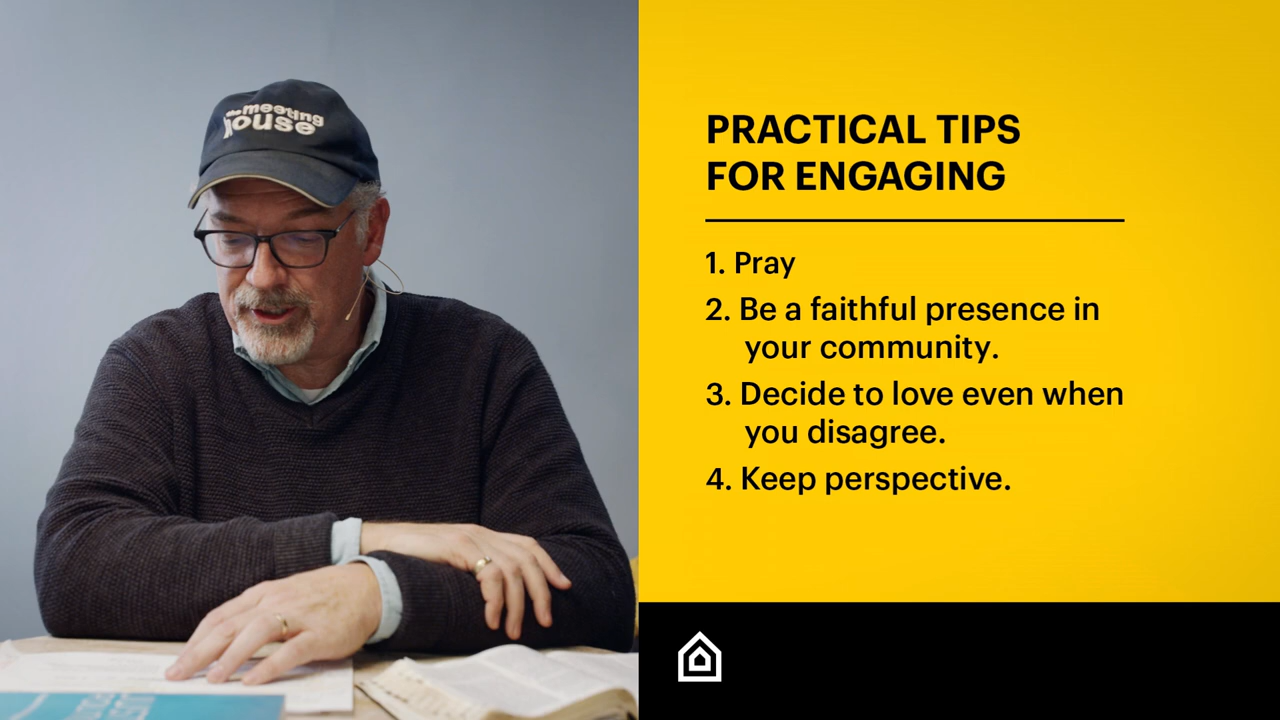 the meeting
house
PRACTICAL TIPS
FOR ENGAGING
1. Pray
2. Be a faithful presence in
your community.
3. Decide to love even when
you disagree.
4. Keep perspective.